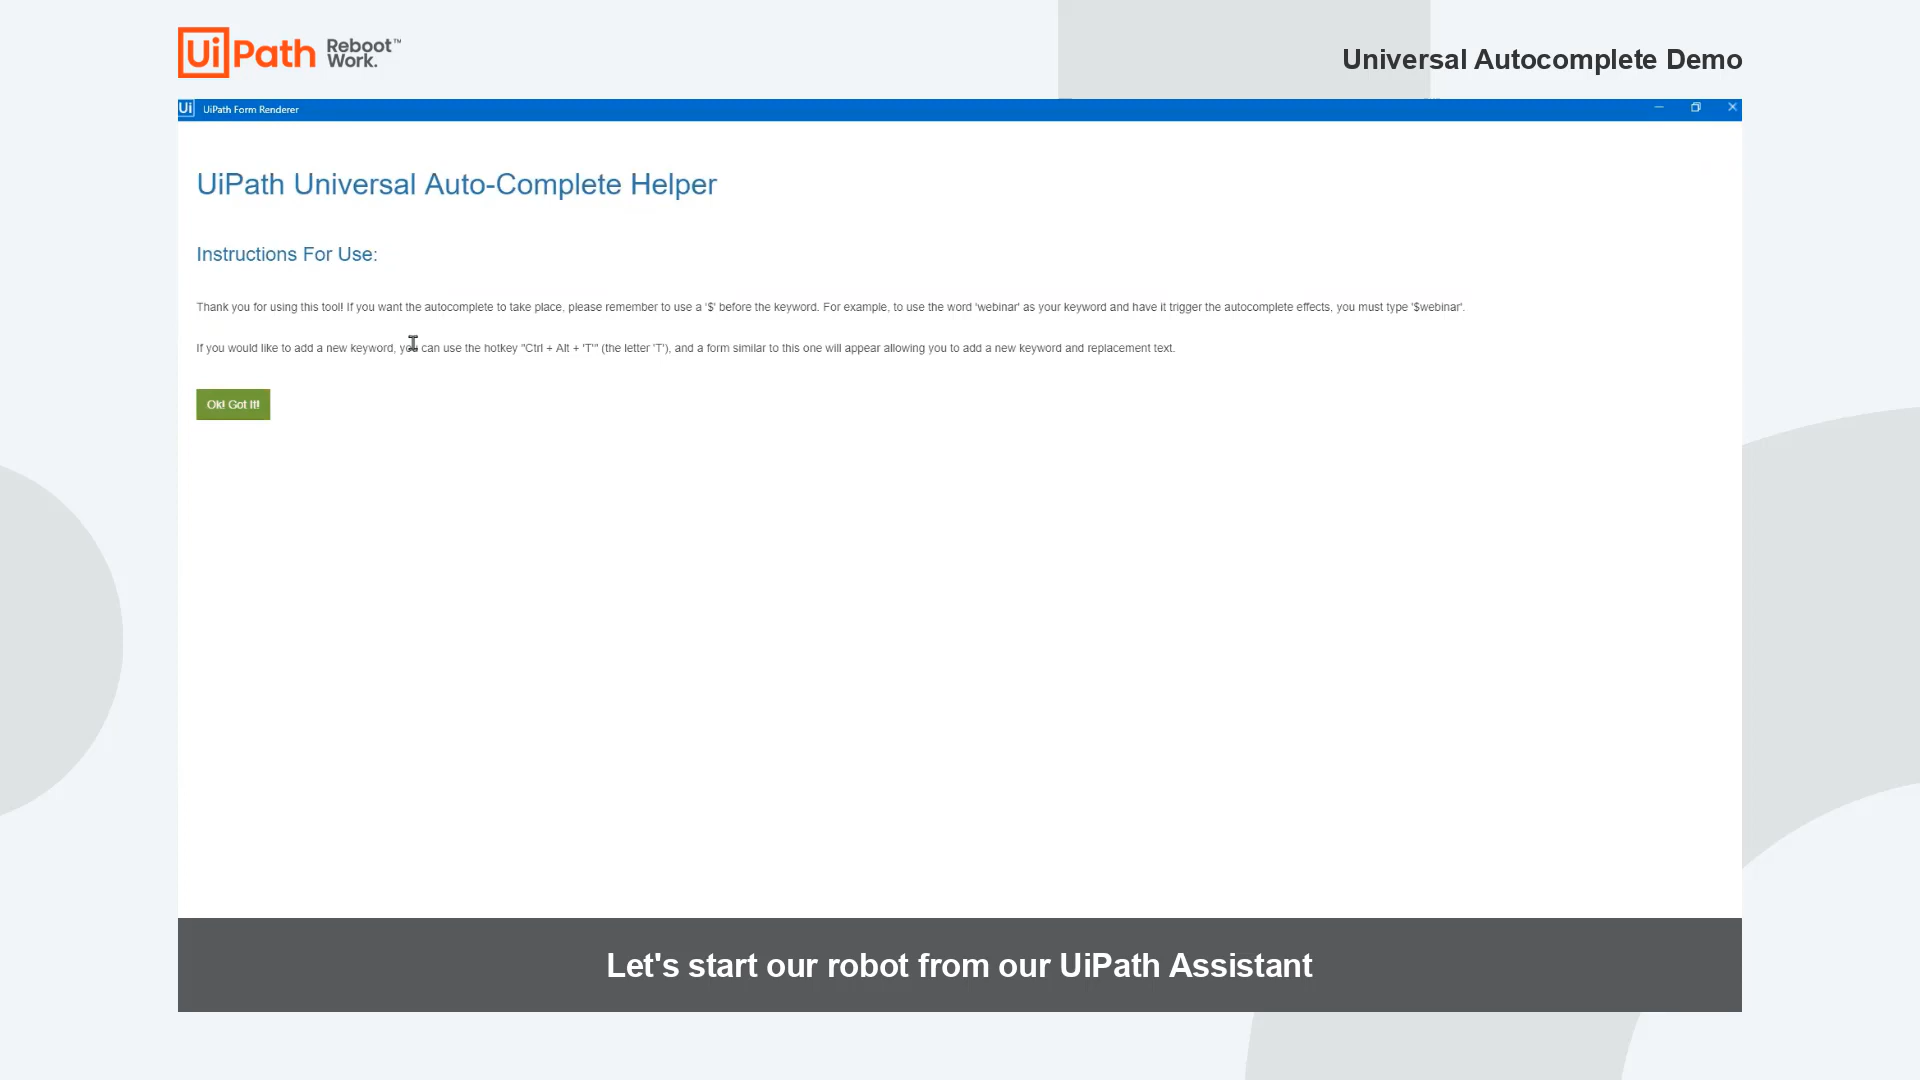 UiPath Reboot Work.™
Universal Autocomplete Demo
Ui UiPath Form Renderer
UiPath Universal Auto-Complete Helper
Instructions For Use:
Thank you for using this tool! If you want the autocomplete to take place, please remember to use a '$' before the keyword. For example, to use the word 'webinar' as your keyword and have it trigger the autocomplete effects, you must type '$webinar'.
If you would like to add a new keyword, you can use the hotkey "Ctrl + Alt + 'T'" (the letter 'T'), and a form similar to this one will appear allowing you to add a new keyword and replacement text.
Ok! Got It!
Let's start our robot from our UiPath Assistant